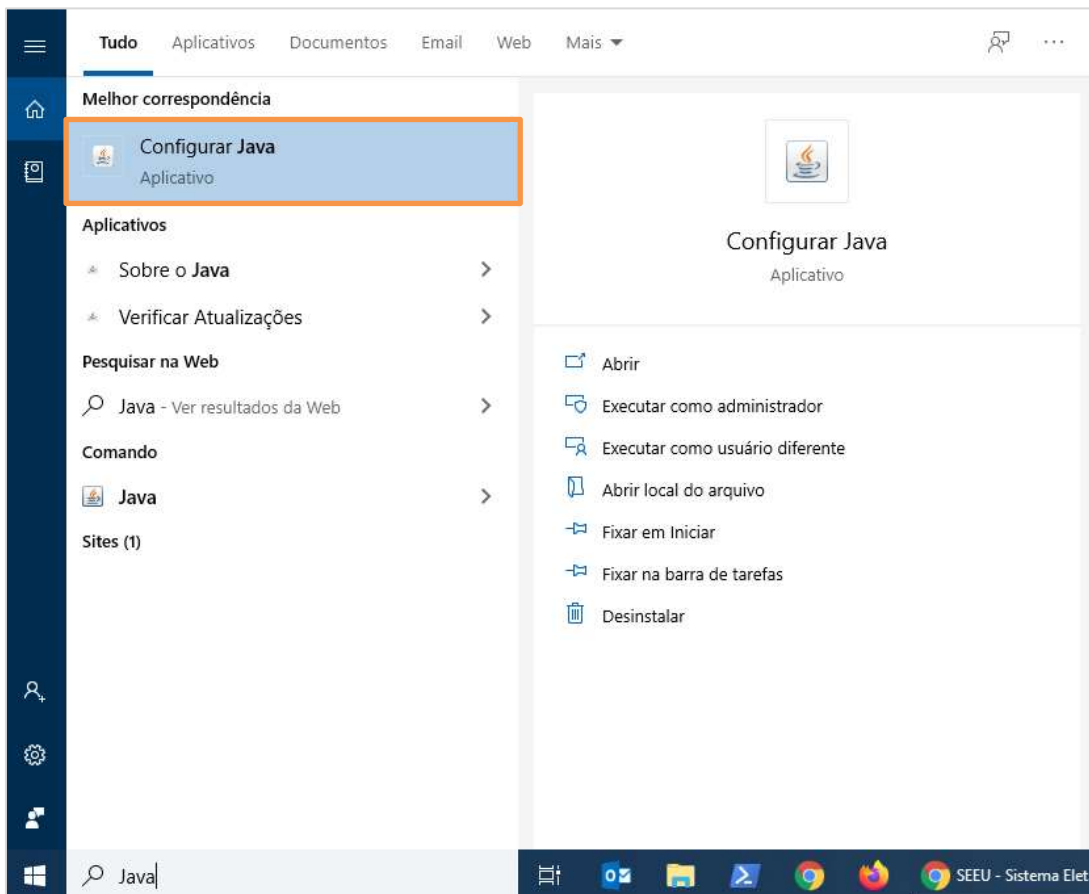 Tudo Aplicativos Documentos Email Web Mais
Melhor correspondência
Configurar Java
Aplicativo
Aplicativos
Sobre o Java
Verificar Atualizações
Pesquisar na Web
Java - Ver resultados da Web
Comando
Java
Sites (1)
Configurar Java
Aplicativo
Abrir
Executar como administrador
Executar como usuário diferente
Abrir local do arquivo
Fixar em Iniciar
Fixar na barra de tarefas
Desinstalar
Java
SEEU - Sistema Elet